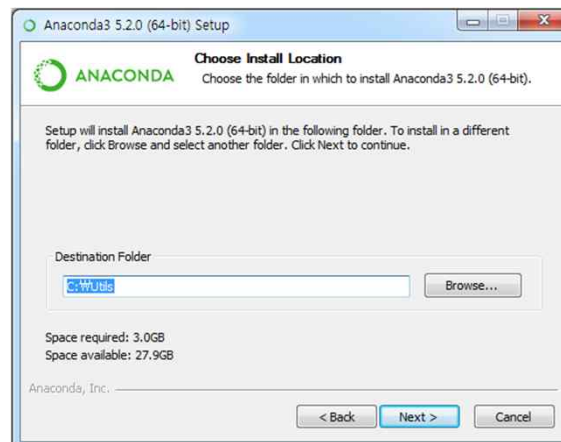 Anaconda3 5.2.0 (64-bit) Setup
ANACONDA
Choose Install Location
Choose the folder in which to install Anaconda3 5.2.0 (64-bit).
Setup will install Anaconda3 5.2.0 (64-bit) in the following folder. To install in a different
folder, click Browse and select another folder. Click Next to continue.
Destination Folder
C:₩Utils
Browse...
Space required: 3.0GB
Space available: 27.9GB
Anaconda, Inc.
< Back
Next >
Cancel